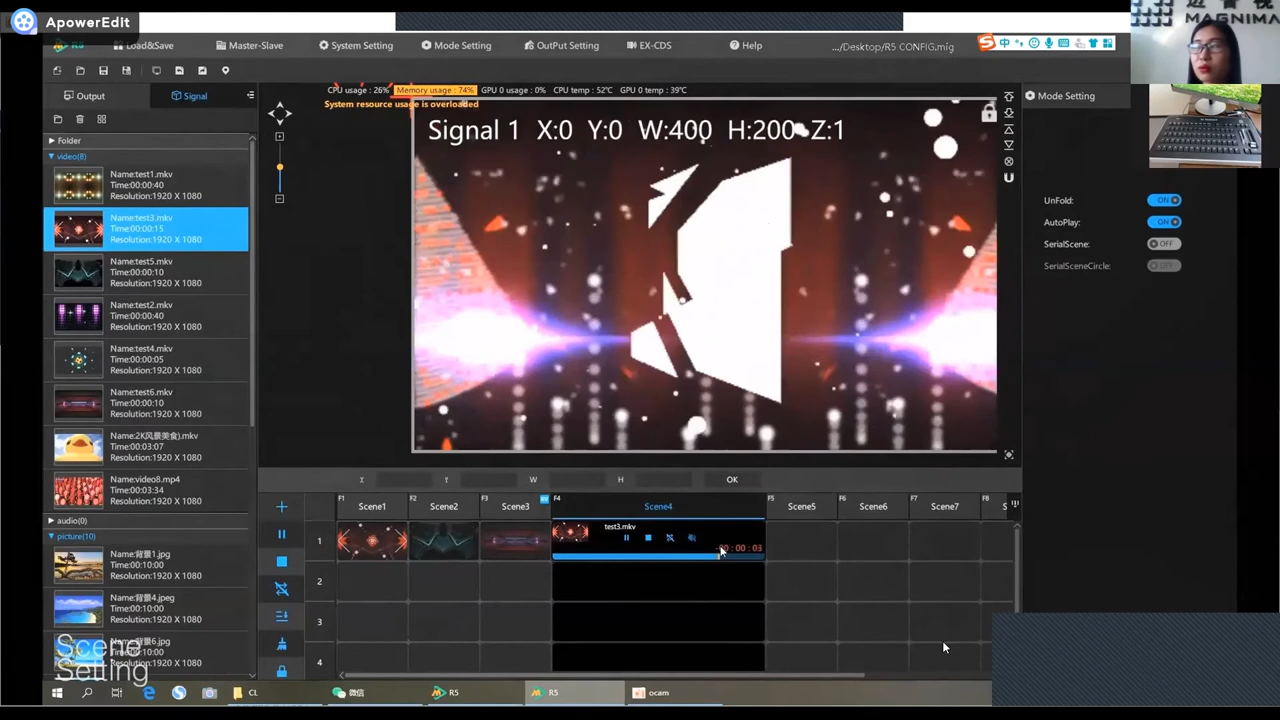 ApowerEdit
迈普视
MAGNIMA
R5
Load&Save
Master-Slave
System Setting
Mode Setting
OutPut Setting
EX-CDS
Help
.../Desktop/R5 CONFIG.mig
中
Output
Signal
CPU usage : 26%
Memory usage : 74%
GPU 0 usage : 0%
CPU temp : 52℃
GPU 0 temp : 39℃
System resource usage is overloaded
Mode Setting
Signal 1 X:0 Y:0 W:400 H:200 Z:1
Folder
video(8)
Name:test1.mkv
Time:00:00:40
Resolution:1920 X 1080
Name:test3.mkv
Time:00:00:15
Resolution:1920 X 1080
Name:test5.mkv
Time:00:00:10
Resolution:1920 X 1080
Name:test2.mkv
Time:00:00:40
Resolution:1920 X 1080
Name:test4.mkv
Time:00:00:05
Resolution:1920 X 1080
Name:test6.mkv
Time:00:00:10
Resolution:1920 X 1080
Name:2K风景美食).mkv
Time:00:03:07
Resolution:1920 X 1080
Name:video8.mp4
Time:00:03:34
Resolution:1920 X 1080
audio(0)
picture(10)
Name:背景1.jpg
Time:00:10:00
Resolution:1920 X 1080
Name:背景4.jpeg
Time:00:10:00
Resolution:1920 X 1080
Name:背景6.jpg
Time:00:10:00
Resolution:1920 X 1080
UnFold:
ON
AutoPlay:
ON
SerialScene:
OFF
SerialSceneCircle:
OFF
X
Y
W
H
OK
F1
Scene1
F2
Scene2
F3
Scene3
F4
Scene4
F5
Scene5
F6
Scene6
F7
Scene7
F8
S
1
test3.mkv
-00 : 00 : 03
2
3
4
Scene
Setting
CL
微信
R5
R5
ocam